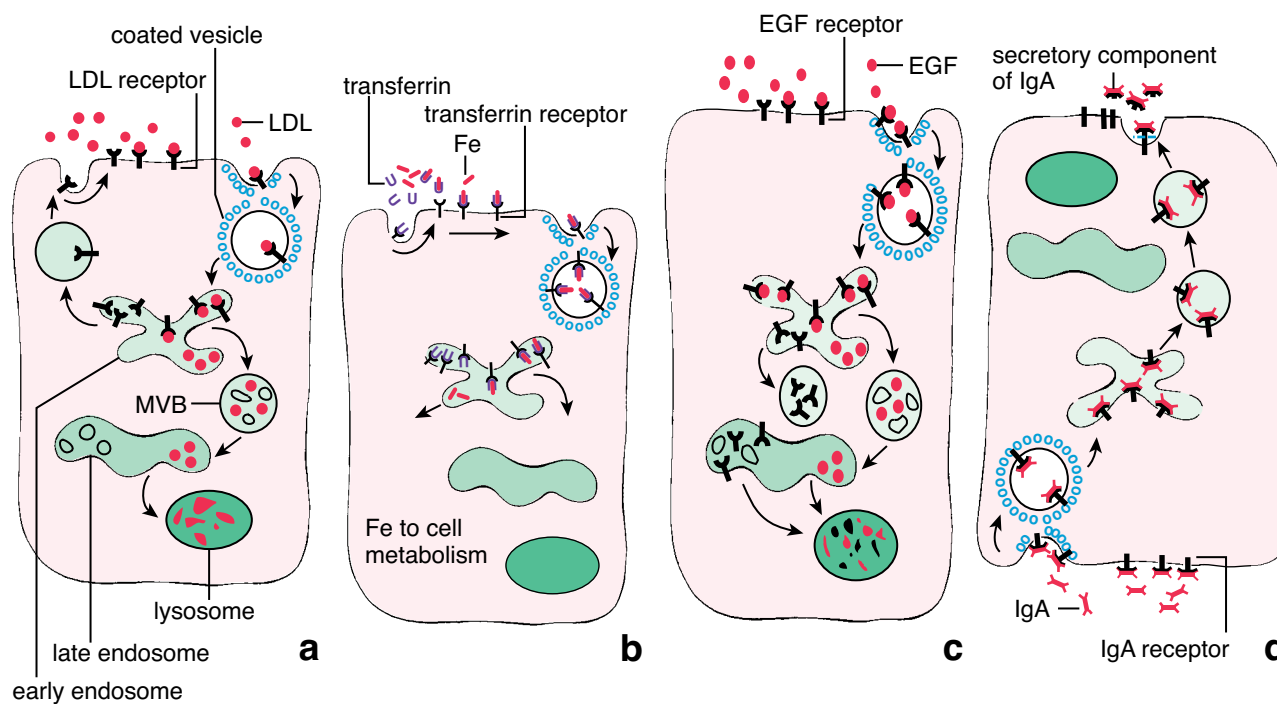 coated vesicle
LDL receptor
LDL
MVB
lysosome
late endosome
early endosome
a
transferrin
transferrin receptor
Fe
Fe to cell
metabolism
b
EGF receptor
EGF
c
secretory component
of IgA
IgA
IgA receptor
d